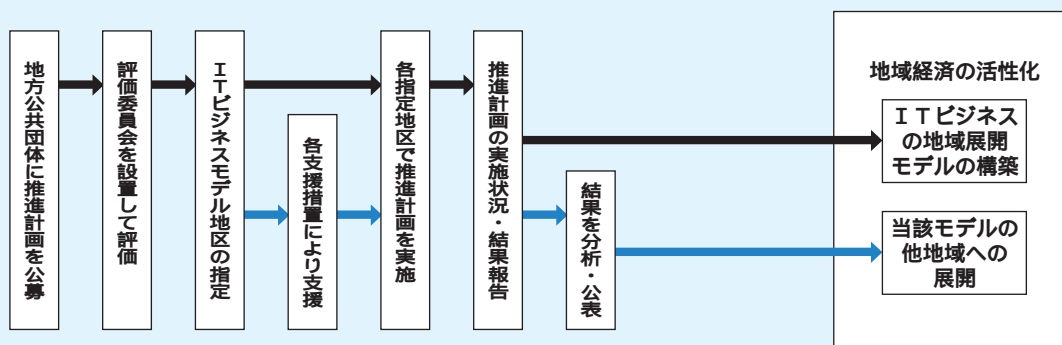 地方公共団体に推進計画を公募
評価委員会を設置して評価
ＩＴビジネスモデル地区の指定
各支援措置により支援
各指定地区で推進計画を実施
推進計画の実施状況・結果報告
結果を分析・公表
地域経済の活性化
ＩＴビジネス
の地域展開
モデルの構築
当該モデルの
他地域への
展開